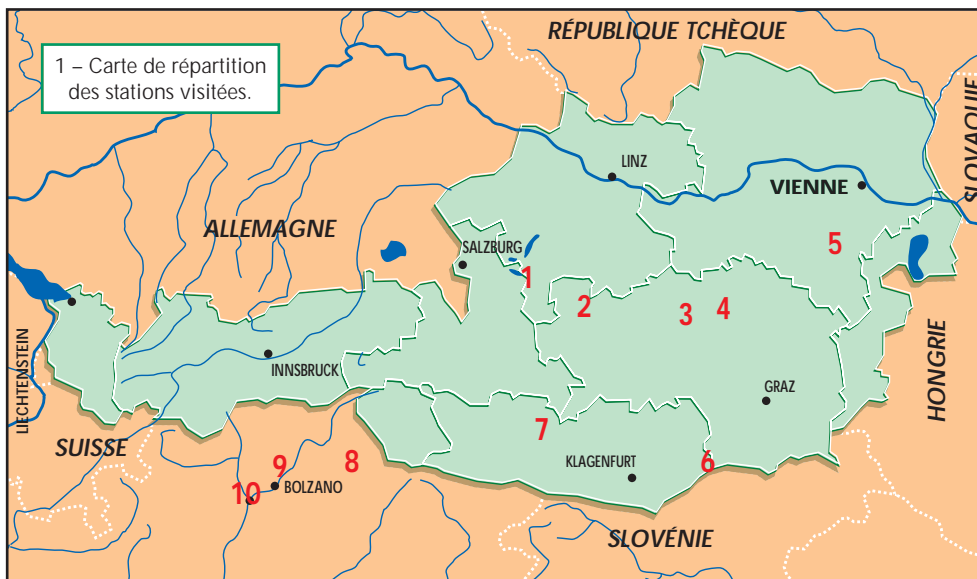 1 – Carte de répartition
des stations visitées.
RÉPUBLIQUE TCHÈQUE
SLOVAQUIE
LINZ
VIENNE
ALLEMAGNE
SALZBURG
5
1
2
3
4
LIECHTENSTEIN
INNSBRUCK
GRAZ
HONGRIE
SUISSE
7
8
9
KLAGENFURT
6
10
BOLZANO
SLOVÉNIE